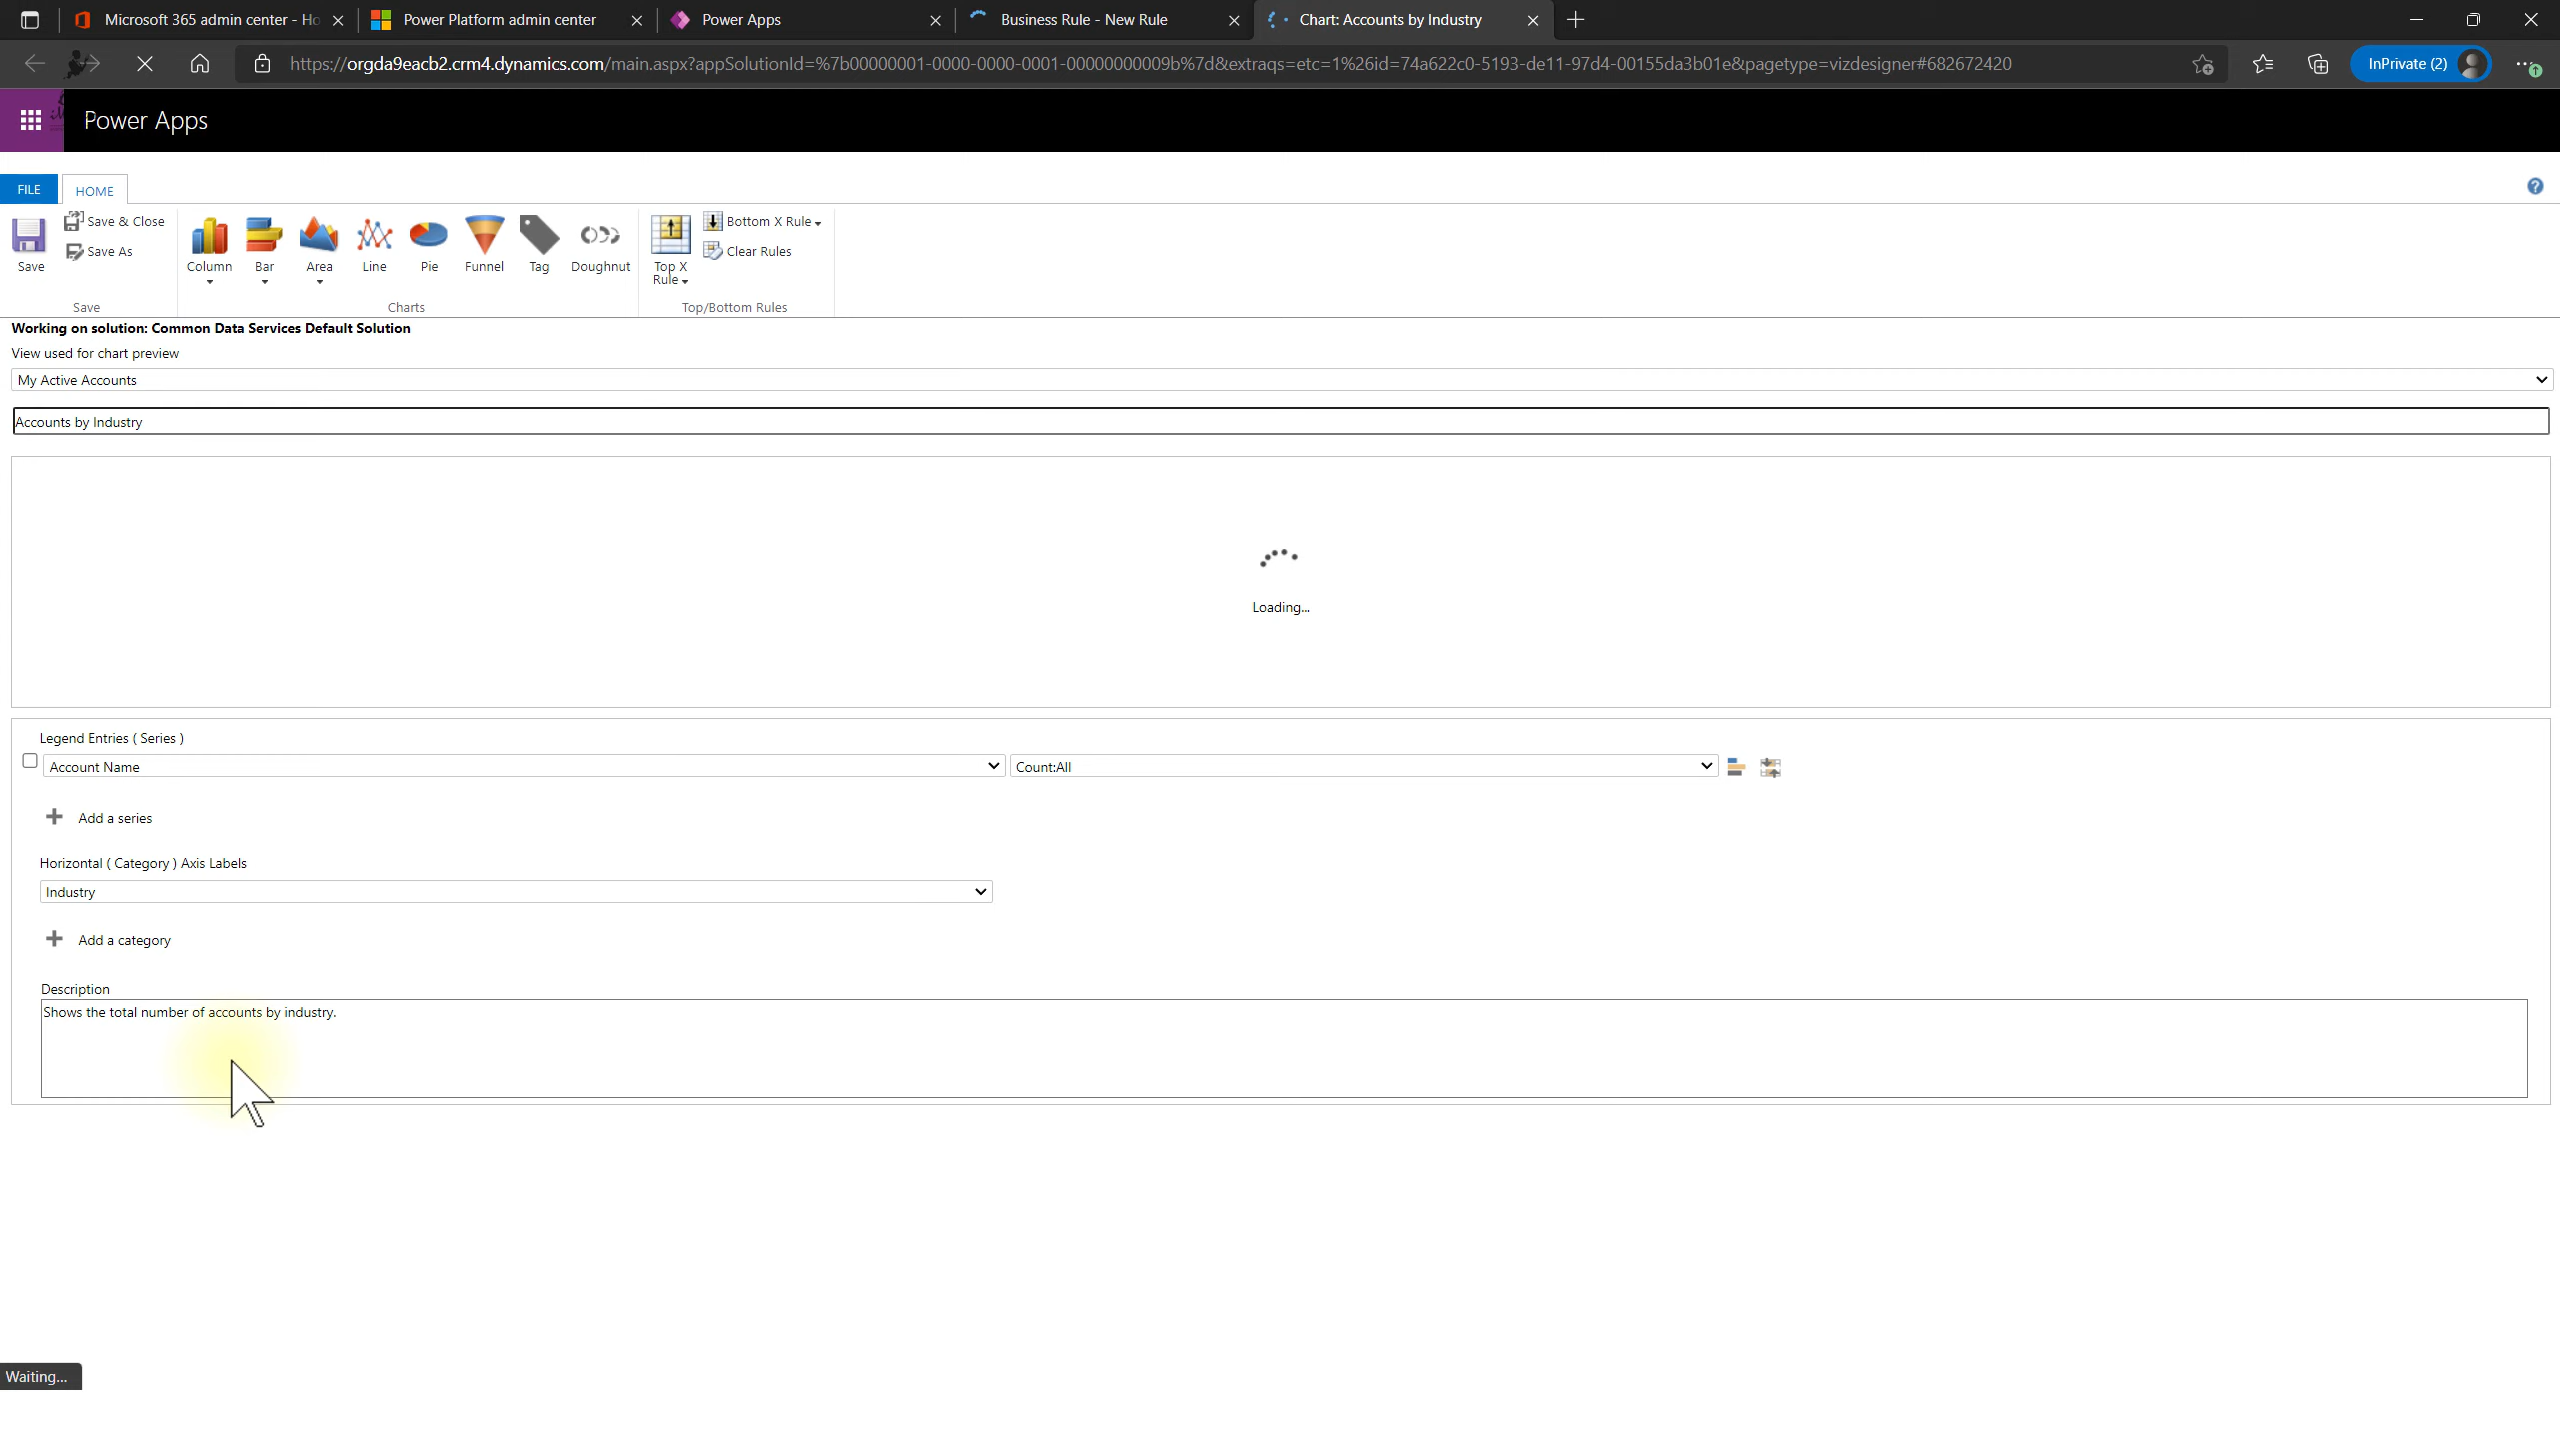 Microsoft 365 admin center - Ho
Power Platform admin center
Power Apps
Business Rule - New Rule
Chart: Accounts by Industry
https://orgda9eacb2.crm4.dynamics.com/main.aspx?appSolutionId=%7b00000001-0000-0000-0001-00000000009b%7d&extraqs=etc=1%26id=74a622c0-5193-de11-97d4-00155da3b01e&pagetype=vizdesigner#682672420
InPrivate (2)
Power Apps
FILE
HOME
Save
Save & Close
Save As
Save
Column
Bar
Area
Line
Pie
Funnel
Tag
Doughnut
Charts
Top X
Rule
Bottom X Rule
Clear Rules
Top/Bottom Rules
Working on solution: Common Data Services Default Solution
View used for chart preview
My Active Accounts
Accounts by Industry
Loading...
Legend Entries ( Series )
Account Name
Count:All
Add a series
Horizontal ( Category ) Axis Labels
Industry
Add a category
Description
Shows the total number of accounts by industry.
Waiting...